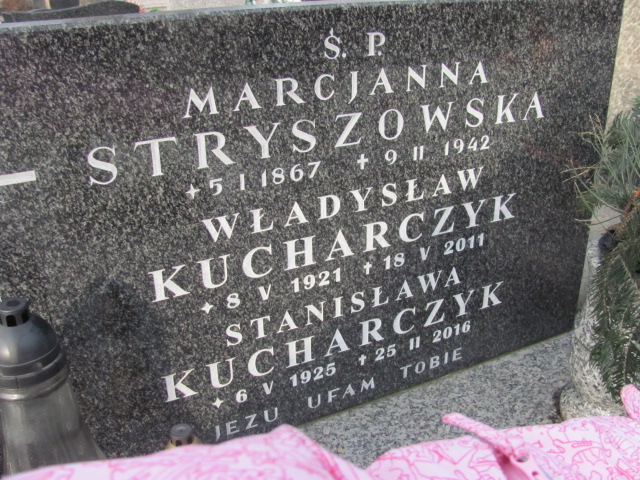 Ś. P.
MARCJANNA
STRYSZOWSKA
5 I 1867 + 9 II 1942
WŁADYSŁAW
KUCHARCZYK
8 V 1921 + 18 V 2011
STANISŁAWA
KUCHARCZYK
6 V 1925 + 25 II 2016
JEZU UFAM TOBIE